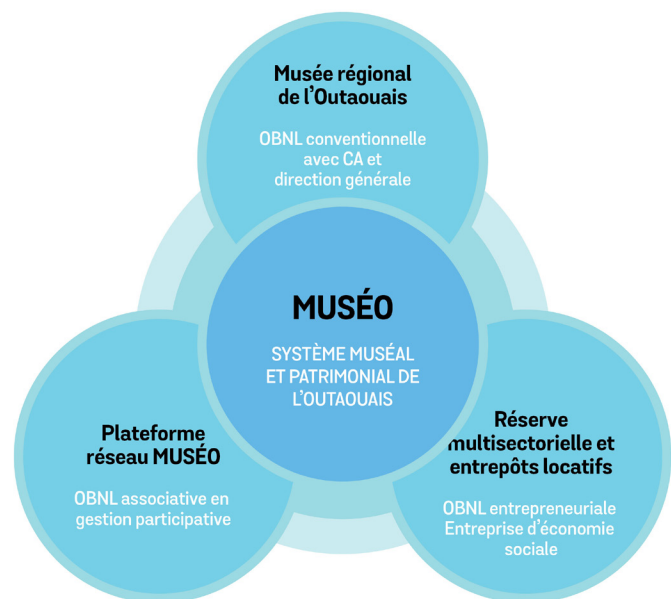 Musée régional
de l'Outaouais
OBNL conventionnelle
avec CA et
direction générale
MUSÉO
SYSTÈME MUSÉAL
ET PATRIMONIAL DE
L'OUTAOUAIS
Plateforme
réseau MUSÉO
OBNL associative en
gestion participative
Réserve
multisectorielle et
entrepôts locatifs
OBNL entrepreneuriale
Entreprise d'économie
sociale